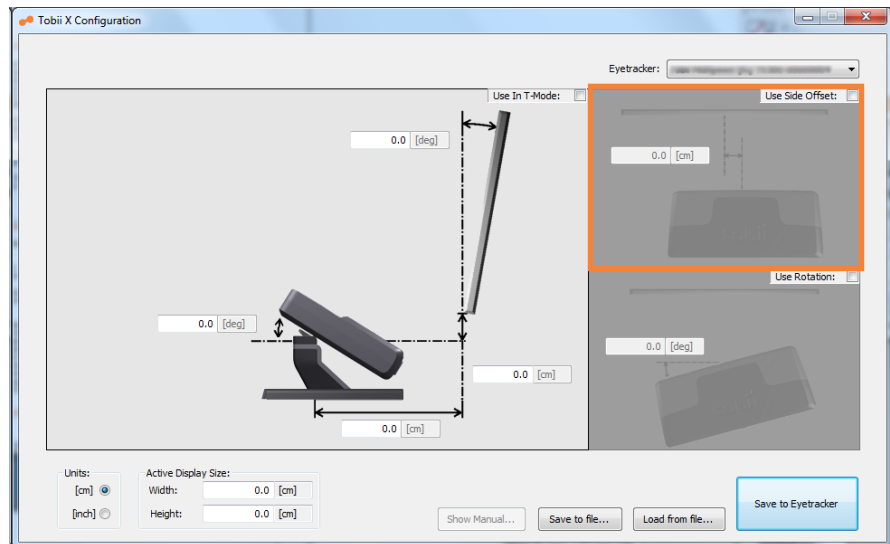 Tobii X Configuration
Eyetracker:
Use In T-Mode:
Use Side Offset:
0.0 [deg]
0.0 [cm]
Use Rotation:
0.0 [deg]
0.0 [deg]
0.0 [cm]
0.0 [cm]
Units:
[cm]
[inch]
Active Display Size:
Width: 0.0 [cm]
Height: 0.0 [cm]
Show Manual...
Save to file...
Load from file...
Save to Eyetracker